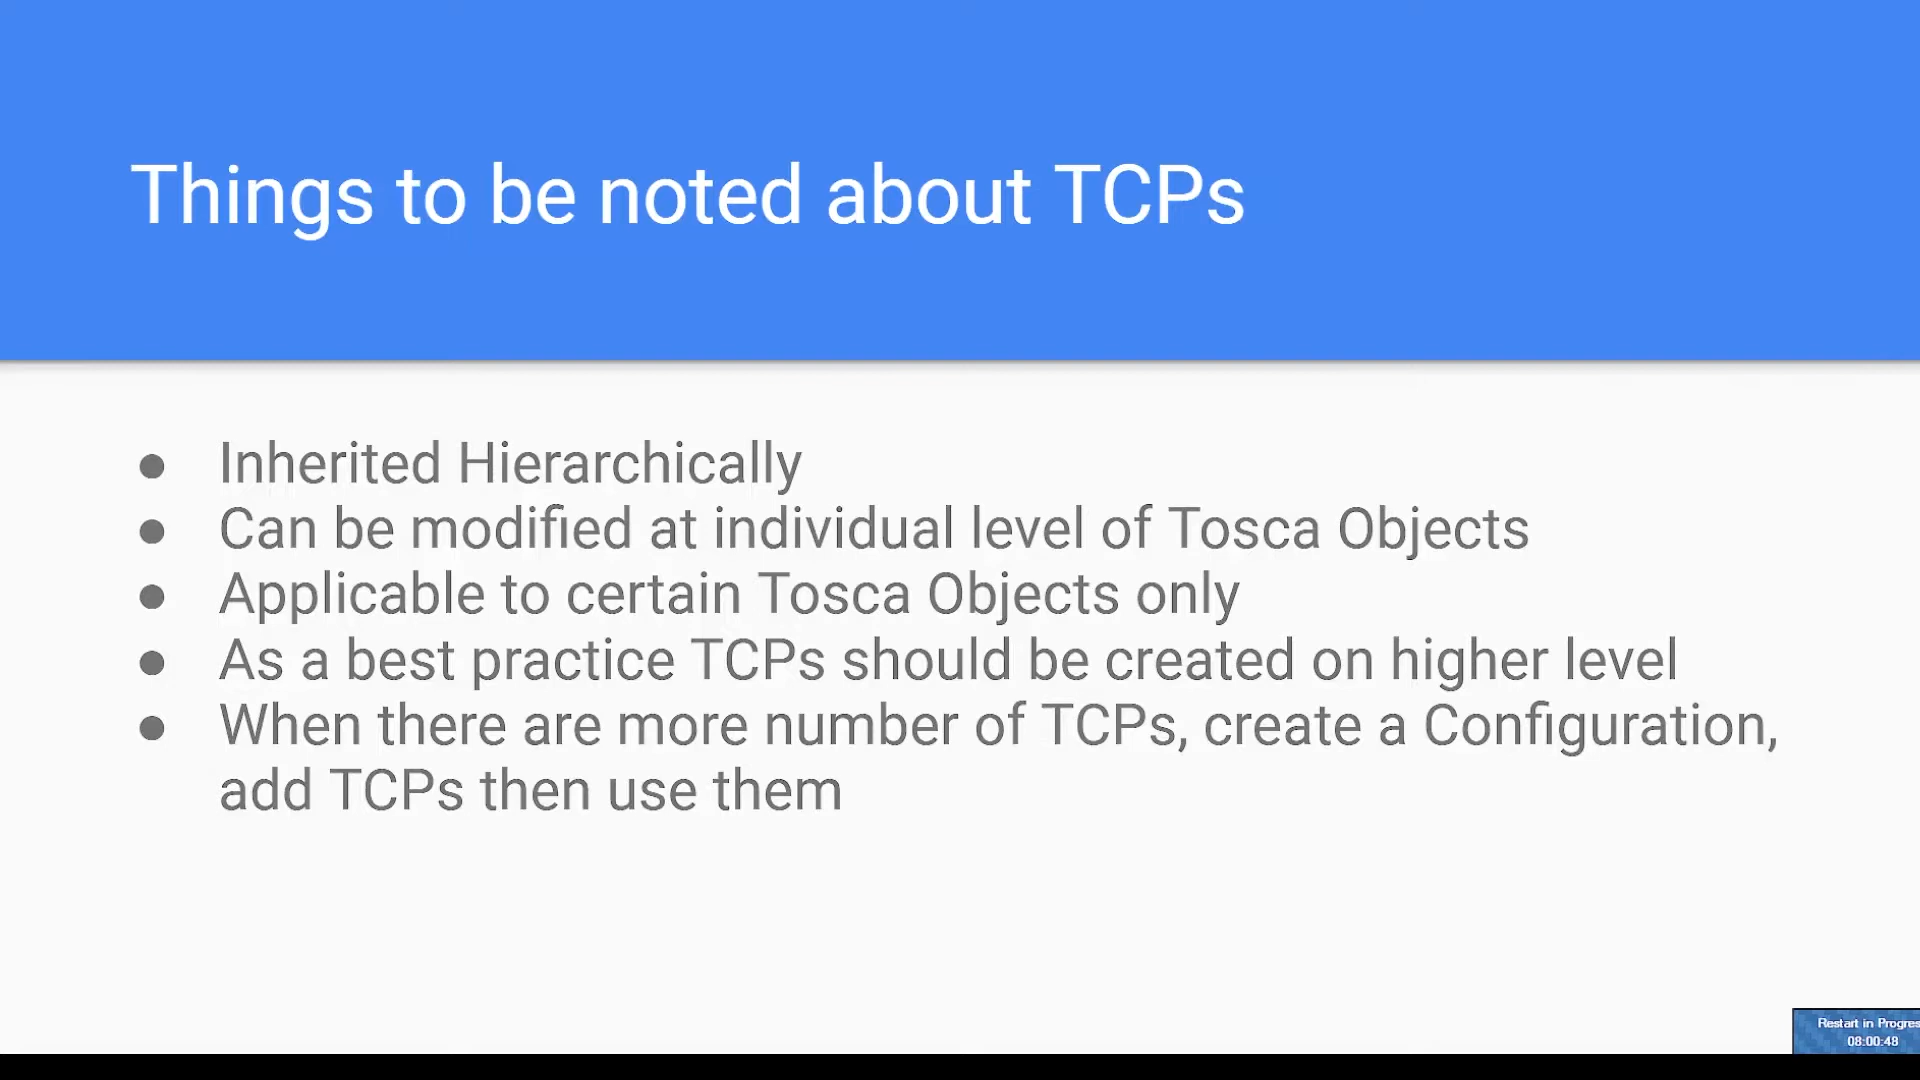 Things to be noted about TCPs
● Inherited Hierarchically
● Can be modified at individual level of Tosca Objects
● Applicable to certain Tosca Objects only
● As a best practice TCPs should be created on higher level
● When there are more number of TCPs, create a Configuration,
add TCPs then use them
Restart in Progres
08:00:48